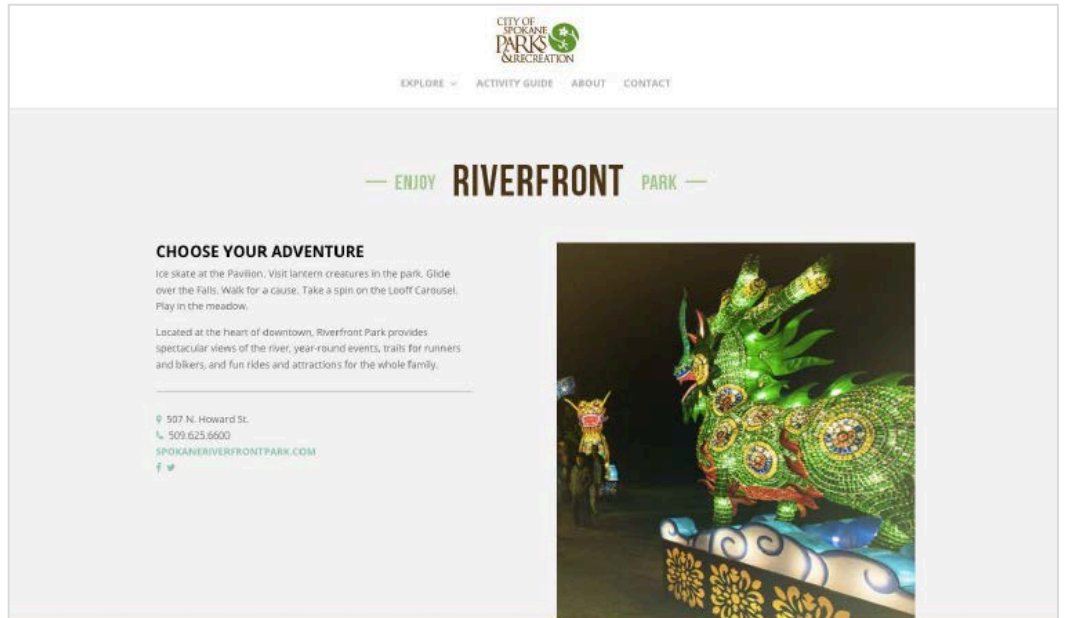 CITY OF
SPOKANE
PARKS
& RECREATION
EXPLORE ACTIVITY GUIDE ABOUT CONTACT
— ENJOY RIVERFRONT PARK —
CHOOSE YOUR ADVENTURE
Ice skate at the Pavilion. Visit lantern creatures in the park. Glide
over the Falls. Walk for a cause. Take a spin on the Looff Carousel.
Play in the meadow.
Located at the heart of downtown, Riverfront Park provides
spectacular views of the river, year-round events, trails for runners
and bikers, and fun rides and attractions for the whole family.
507 N. Howard St.
509.625.6600
SPOKANERIVERFRONTPARK.COM